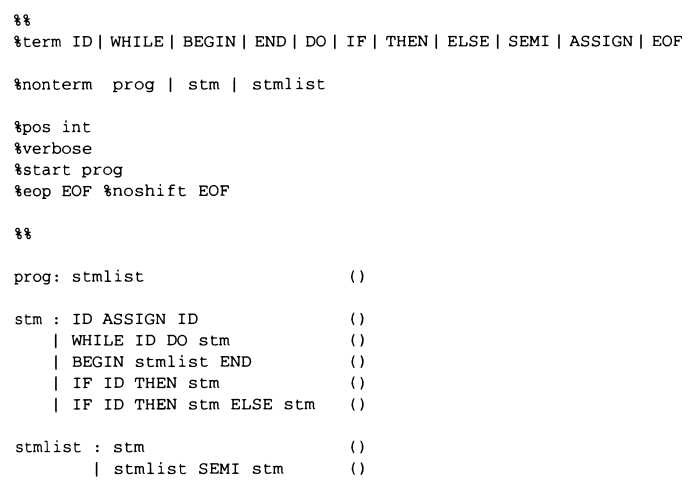 %%
%term ID | WHILE | BEGIN | END | DO | IF | THEN | ELSE | SEMI | ASSIGN | EOF
%nonterm prog | stm | stmlist
%pos int
%verbose
%start prog
%eop EOF %noshift EOF
%%
prog: stmlist ()
stm : ID ASSIGN ID ()
| WHILE ID DO stm ()
| BEGIN stmlist END ()
| IF ID THEN stm ()
| IF ID THEN stm ELSE stm ()
stmlist : stm ()
| stmlist SEMI stm ()